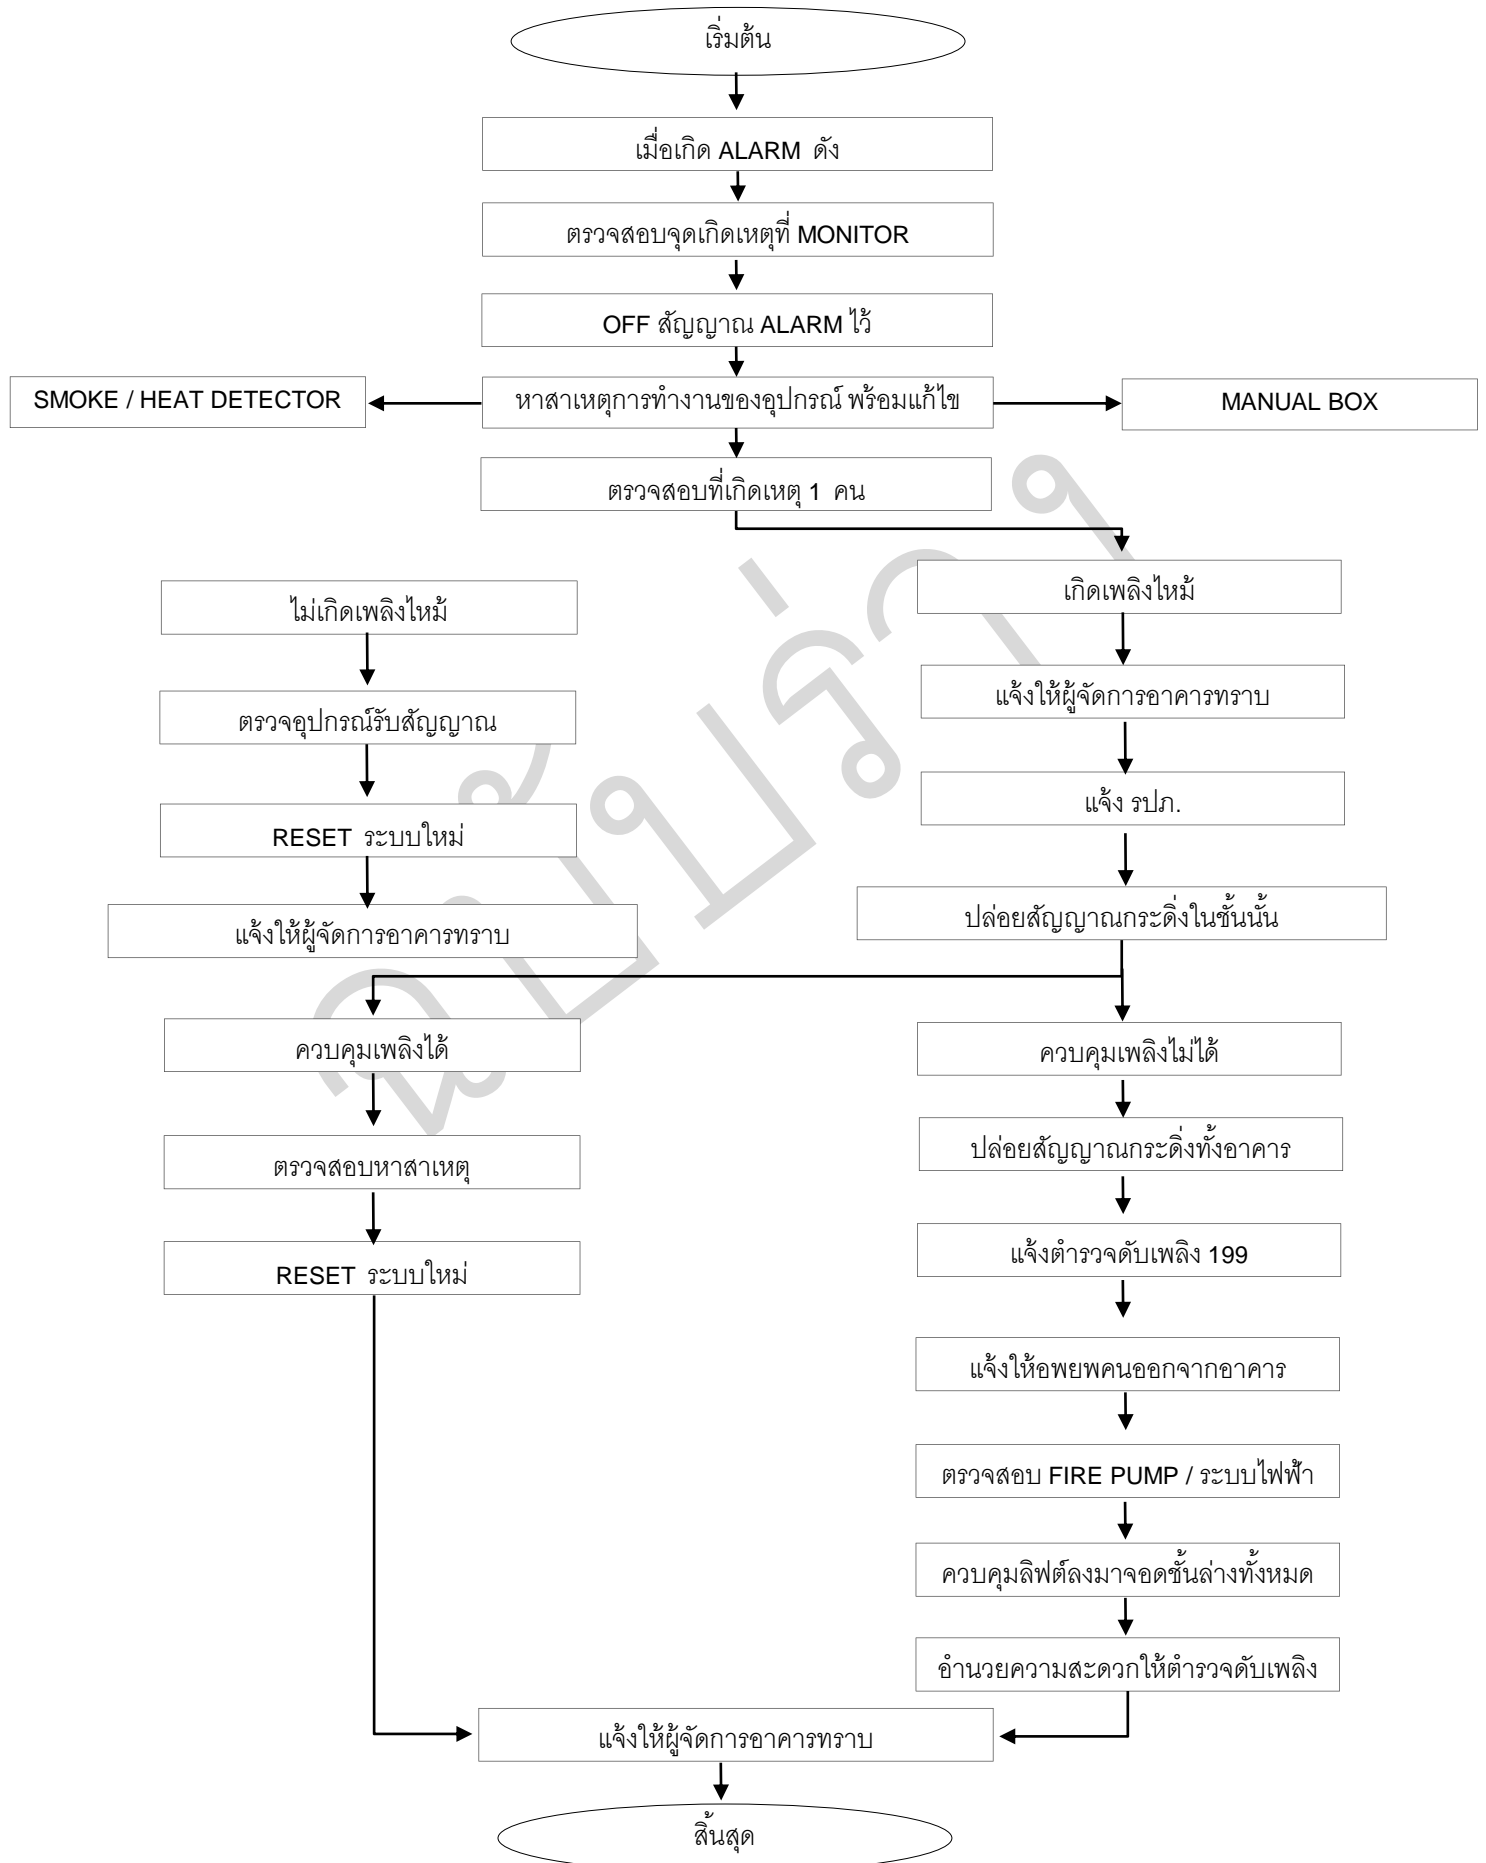 เริ่มต้น
เมื่อเกิด ALARM ดัง
ตรวจสอบจุดเกิดเหตุที่ MONITOR
OFF สัญญาณ ALARM ไว้
SMOKE / HEAT DETECTOR
หาสาเหตุการทำงานของอุปกรณ์ พร้อมแก้ไข
MANUAL BOX
ตรวจสอบที่เกิดเหตุ 1 คน
ไม่เกิดเพลิงไหม้
ตรวจอุปกรณ์รับสัญญาณ
RESET ระบบใหม่
แจ้งให้ผู้จัดการอาคารทราบ
เกิดเพลิงไหม้
แจ้งให้ผู้จัดการอาคารทราบ
แจ้ง รปภ.
ปล่อยสัญญาณกระดิ่งในชั้นนั้น
ควบคุมเพลิงได้
ตรวจสอบหาสาเหตุ
RESET ระบบใหม่
ควบคุมเพลิงไม่ได้
ปล่อยสัญญาณกระดิ่งทั้งอาคาร
แจ้งตำรวจดับเพลิง 199
แจ้งให้อพยพคนออกจากอาคาร
ตรวจสอบ FIRE PUMP / ระบบไฟฟ้า
ควบคุมลิฟต์ลงมาจอดชั้นล่างทั้งหมด
อำนวยความสะดวกให้ตำรวจดับเพลิง
แจ้งให้ผู้จัดการอาคารทราบ
สิ้นสุด
ฉบับร่าง